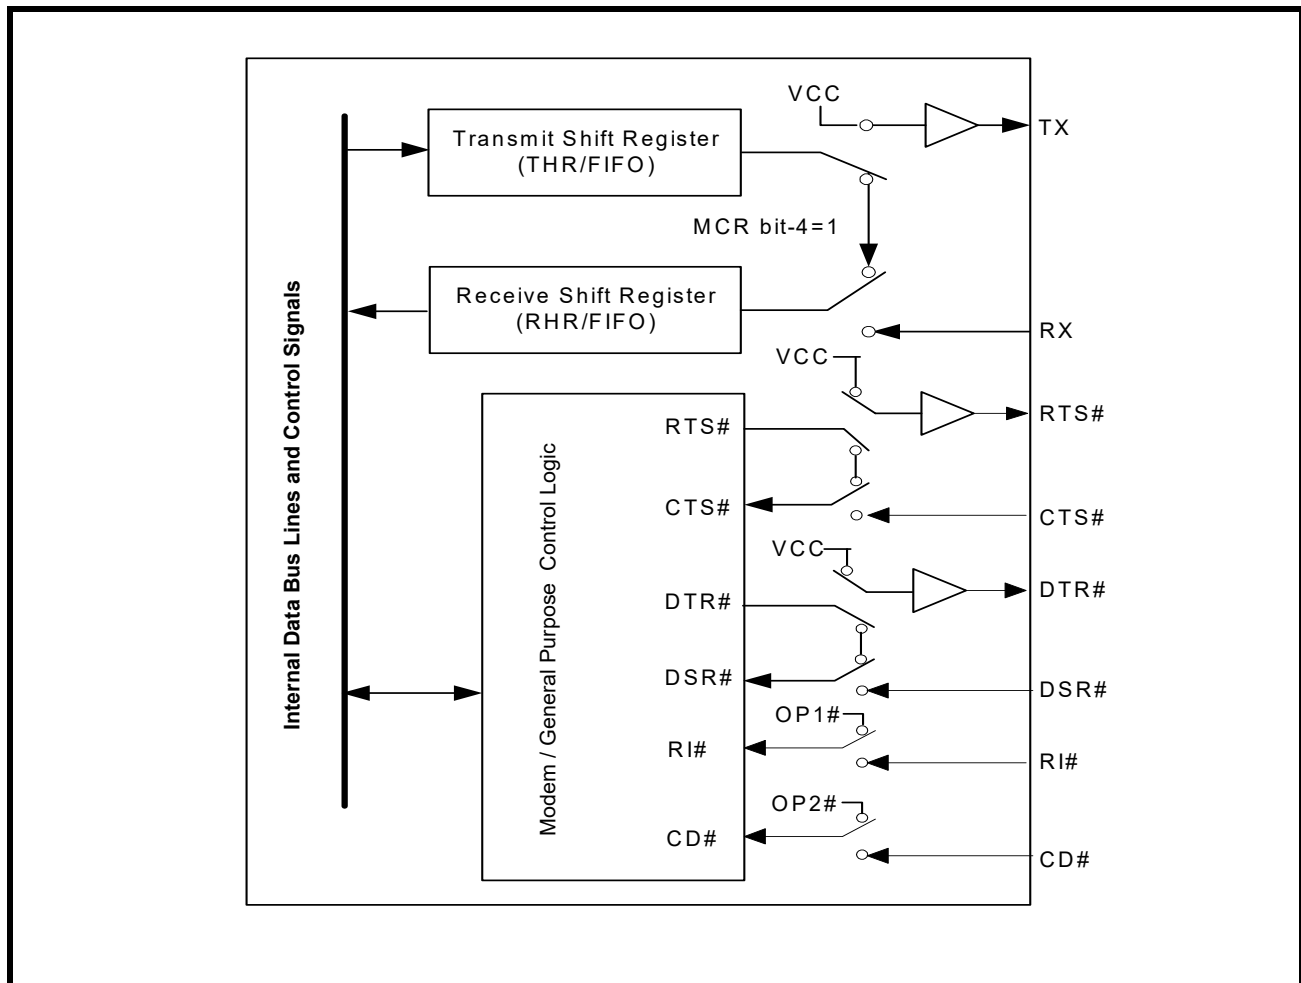 VCC
TX
Transmit Shift Register
(THR/FIFO)
MCR bit-4=1
Receive Shift Register
(RHR/FIFO)
RX
VCC
RTS#
RTS#
CTS#
CTS#
VCC
DTR#
DTR#
DSR#
DSR#
OP1#
RI#
RI#
OP2#
CD#
CD#
Internal Data Bus Lines and Control Signals
Modem / General Purpose Control Logic